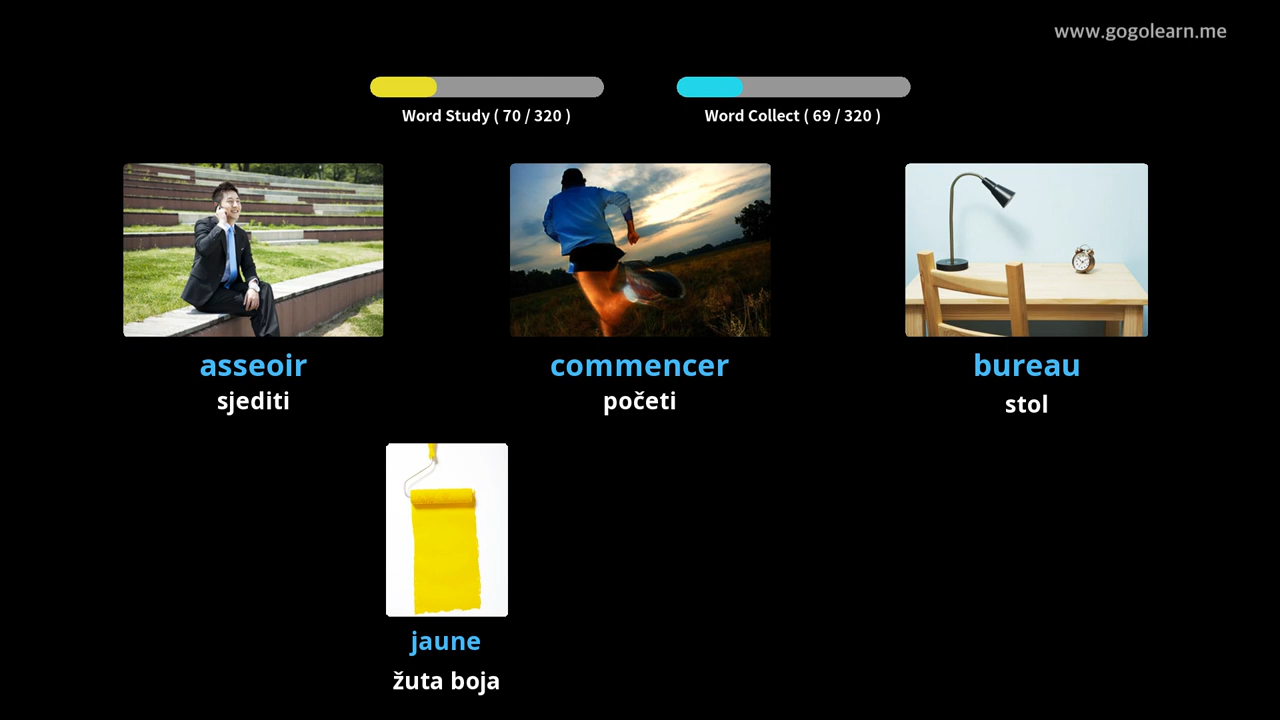 www.gogolearn.me
Word Study ( 70 / 320 )
Word Collect ( 69 / 320 )
asseoir
sjediti
commencer
početi
bureau
stol
jaune
žuta boja